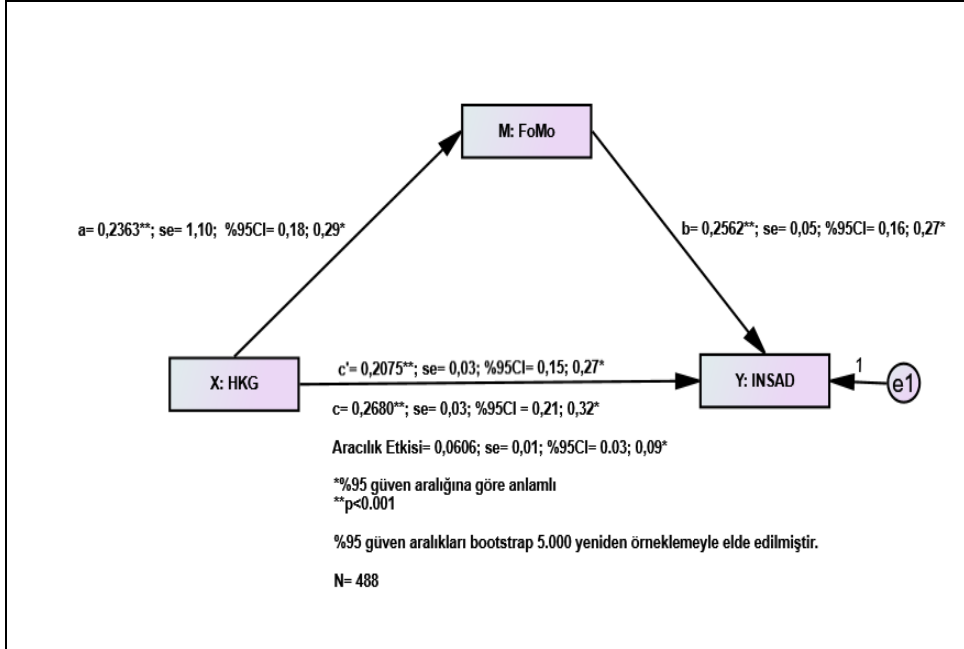 M: FoMo
a= 0,2363**; se= 1,10; %95CI= 0,18; 0,29*
b= 0,2562**; se= 0,05; %95CI= 0,16; 0,27*
X: HKG
c'= 0,2075**; se= 0,03; %95CI= 0,15; 0,27*
Y: INSAD
1
e1
c= 0,2680**; se= 0,03; %95CI = 0,21; 0,32*
Aracılık Etkisi= 0,0606; se= 0,01; %95CI= 0.03; 0,09*
*%95 güven aralığına göre anlamlı
**p<0.001
%95 güven aralıkları bootstrap 5.000 yeniden örneklemeyle elde edilmiştir.
N= 488